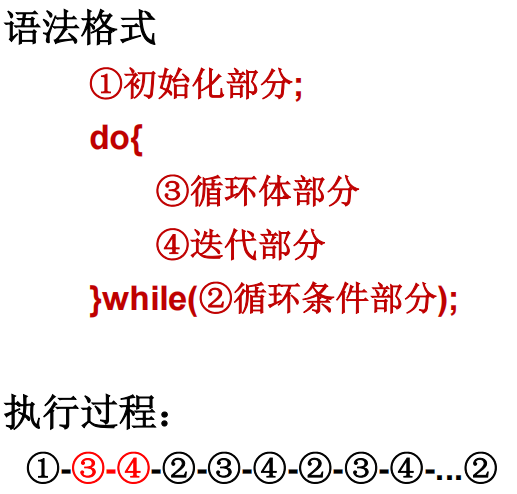 语法格式
①初始化部分;
do{
③循环体部分
④迭代部分
}while(②循环条件部分);
执行过程：
①-③-④-②-③-④-②-③-④-...②